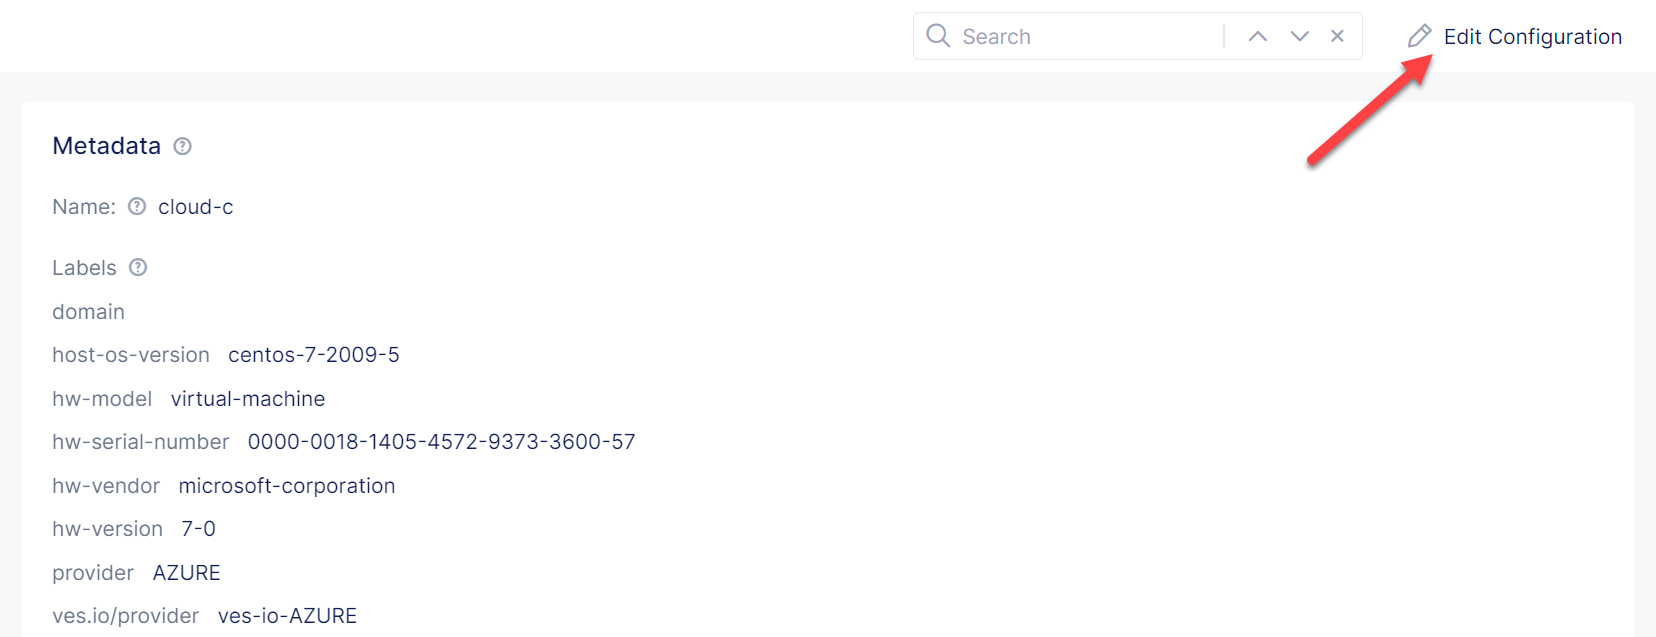 Search
Edit Configuration
Metadata
Name: cloud-c
Labels
domain
host-os-version centos-7-2009-5
hw-model virtual-machine
hw-serial-number 0000-0018-1405-4572-9373-3600-57
hw-vendor microsoft-corporation
hw-version 7-0
provider AZURE
ves.io/provider ves-io-AZURE